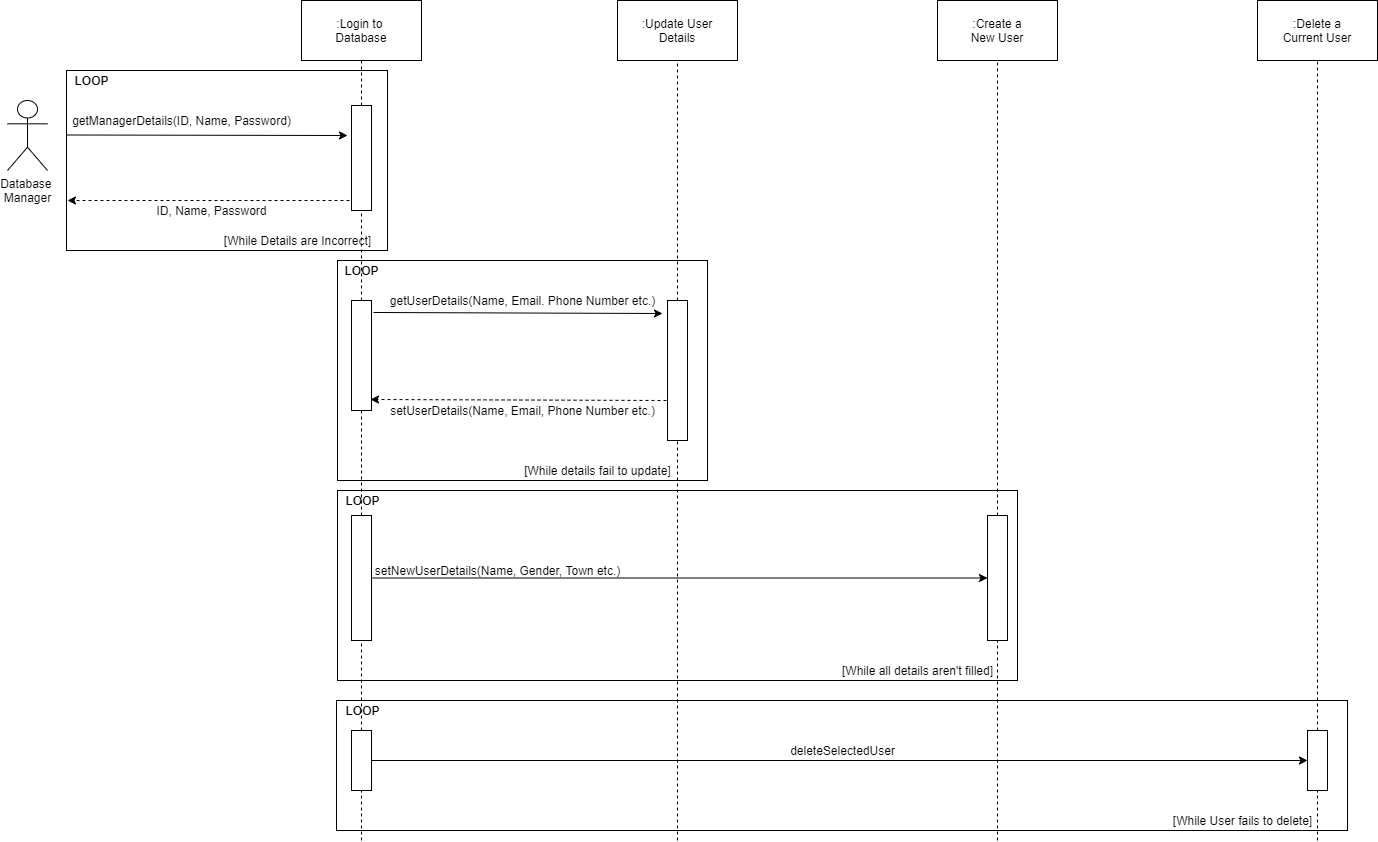 :Login to
Database
:Update User
Details
:Create a
New User
:Delete a
Current User
LOOP
getManagerDetails(ID, Name, Password)
Database
Manager
ID, Name, Password
[While Details are Incorrect]
LOOP
getUserDetails(Name, Email. Phone Number etc.)
setUserDetails(Name, Email, Phone Number etc.)
[While details fail to update]
LOOP
setNewUserDetails(Name, Gender, Town etc.)
[While all details aren't filled]
LOOP
deleteSelectedUser
[While User fails to delete]